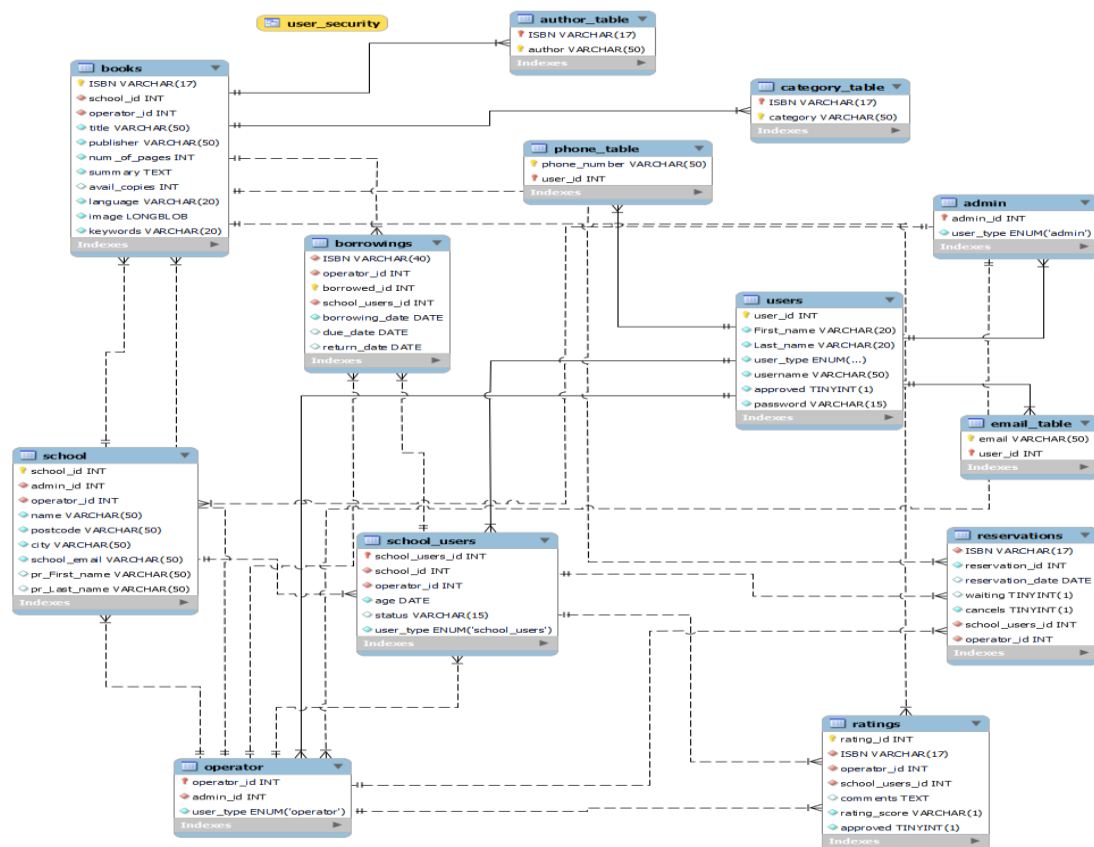 user_security
author_table
ISBN VARCHAR(17)
author VARCHAR(50)
Indexes
books
ISBN VARCHAR(17)
school_id INT
operator_id INT
title VARCHAR(50)
publisher VARCHAR(50)
num_of_pages INT
summary TEXT
avail_copies INT
language VARCHAR(20)
image LONGBLOB
keywords VARCHAR(20)
Indexes
category_table
ISBN VARCHAR(17)
category VARCHAR(50)
Indexes
phone_table
phone_number VARCHAR(50)
user_id INT
Indexes
admin
admin_id INT
user_type ENUM('admin')
Indexes
borrowings
ISBN VARCHAR(40)
operator_id INT
borrowed_id INT
school_users_id INT
borrowing_date DATE
due_date DATE
return_date DATE
Indexes
users
user_id INT
First_name VARCHAR(20)
Last_name VARCHAR(20)
user_type ENUM(...)
username VARCHAR(50)
approved TINYINT(1)
password VARCHAR(15)
Indexes
email_table
email VARCHAR(50)
user_id INT
Indexes
school
school_id INT
admin_id INT
operator_id INT
name VARCHAR(50)
postcode VARCHAR(50)
city VARCHAR(50)
school_email VARCHAR(50)
pr_First_name VARCHAR(50)
pr_Last_name VARCHAR(50)
Indexes
school_users
school_users_id INT
school_id INT
operator_id INT
age DATE
status VARCHAR(15)
user_type ENUM('school_users')
Indexes
reservations
ISBN VARCHAR(17)
reservation_id INT
reservation_date DATE
waiting TINYINT(1)
cancels TINYINT(1)
school_users_id INT
operator_id INT
Indexes
operator
operator_id INT
admin_id INT
user_type ENUM('operator')
Indexes
ratings
rating_id INT
ISBN VARCHAR(17)
operator_id INT
school_users_id INT
comments TEXT
rating_score VARCHAR(1)
approved TINYINT(1)
Indexes